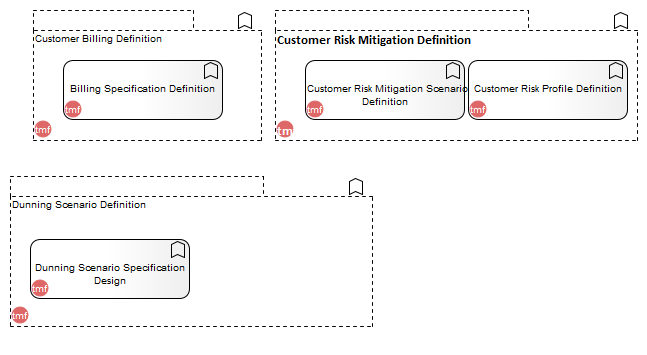 Customer Billing Definition
Billing Specification Definition
tmf
tmf
Customer Risk Mitigation Definition
Customer Risk Mitigation Scenario
Definition
tmf
Customer Risk Profile Definition
tmf
tm
Dunning Scenario Definition
Dunning Scenario Specification
Design
tmf
tmf